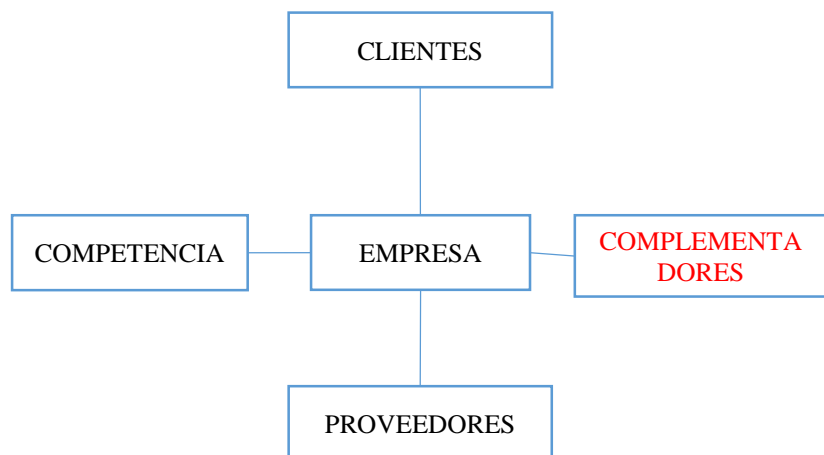 CLIENTES
COMPETENCIA
EMPRESA
COMPLEMENTA
DORES
PROVEEDORES